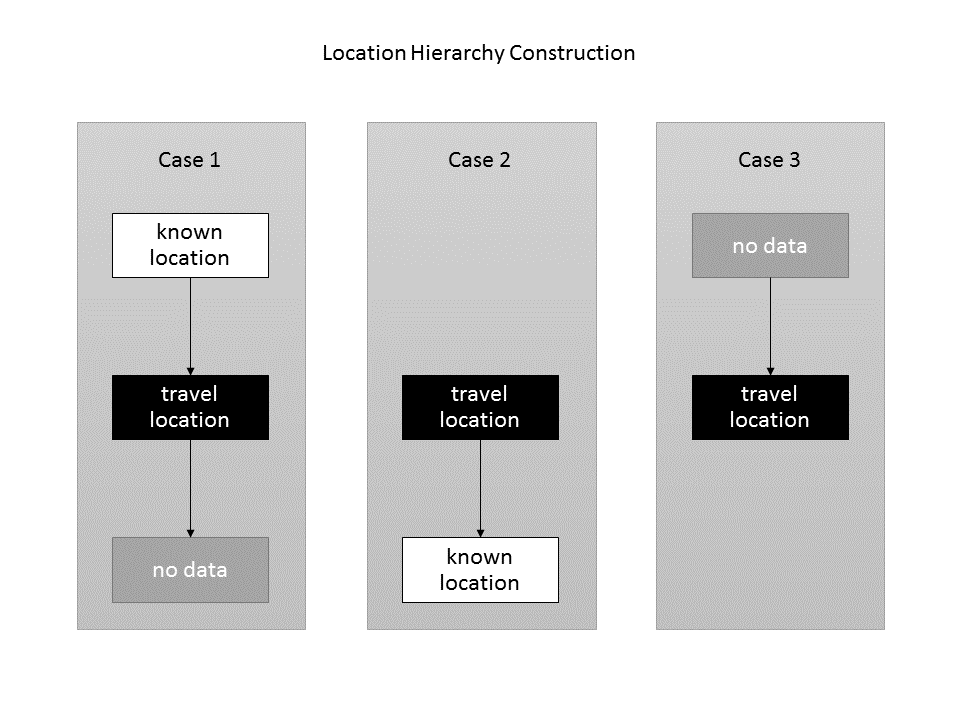 Location Hierarchy Construction
Case 1
known
location
travel
location
no data
Case 2
travel
location
known
location
Case 3
no data
travel
location